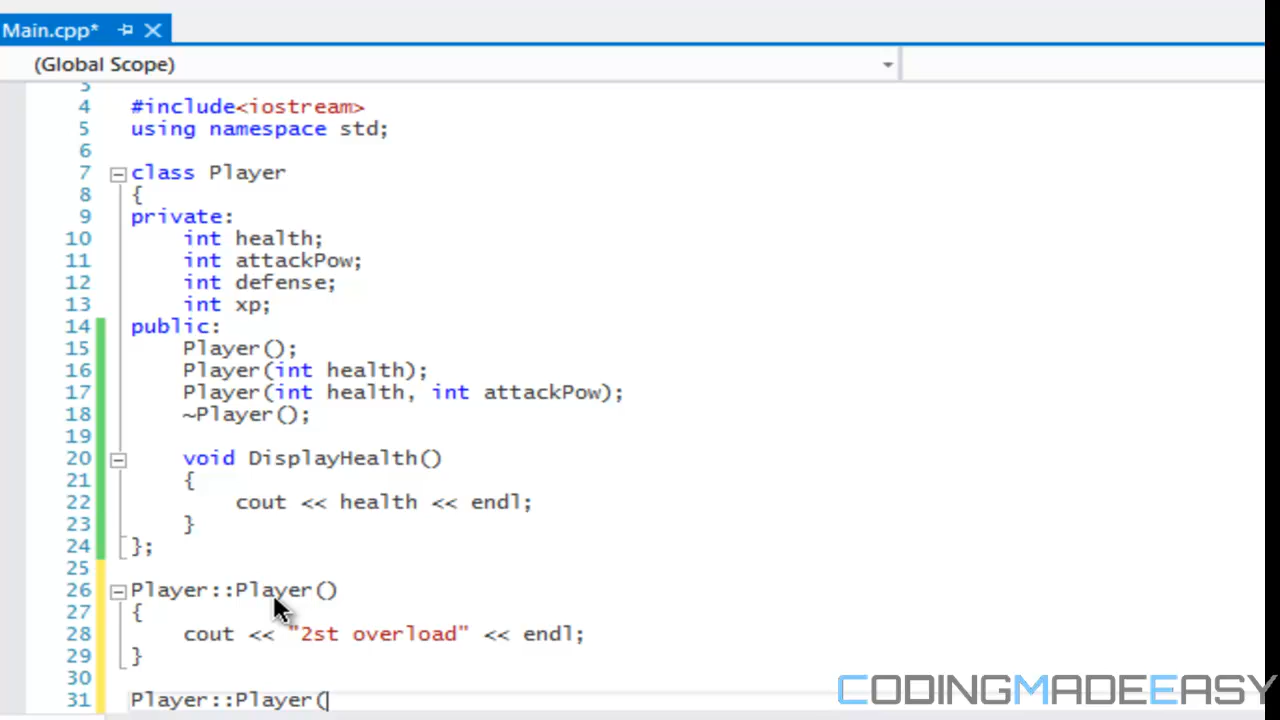 Main.cpp*
(Global Scope)
3
4 #include<iostream>
5 using namespace std;
6
7 class Player
8 {
9 private:
10 int health;
11 int attackPow;
12 int defense;
13 int xp;
14 public:
15 Player();
16 Player(int health);
17 Player(int health, int attackPow);
18 ~Player();
19
20 void DisplayHealth()
21 {
22 cout << health << endl;
23 }
24 };
25
26 Player::Player()
27 {
28 cout << "2st overload" << endl;
29 }
30
31 Player::Player(
CODINGMADEEASY